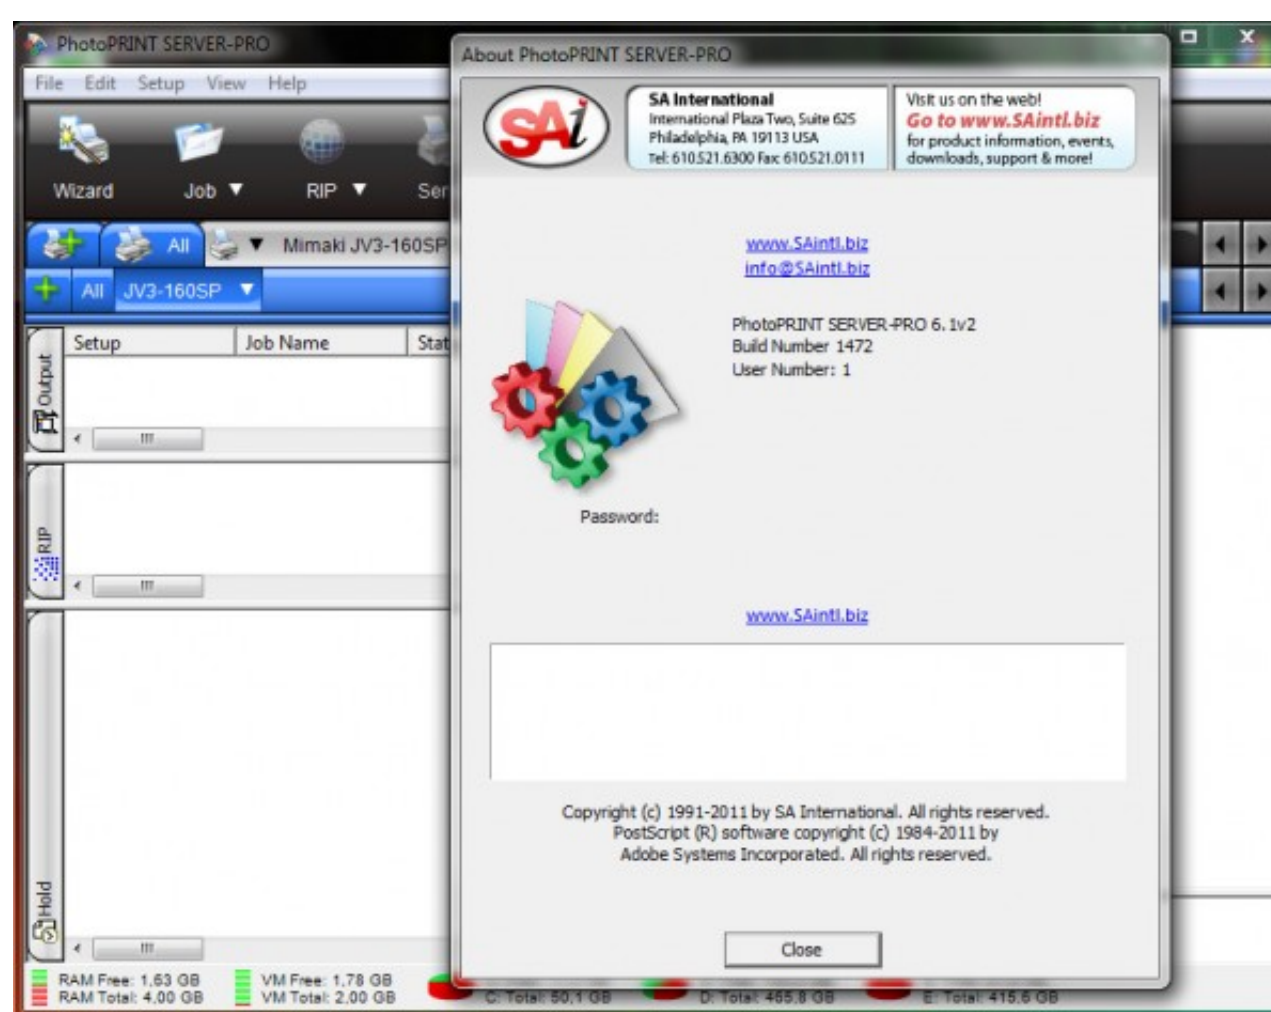 PhotoPRINT SERVER-PRO
File Edit Setup View Help
Wizard Job RIP Ser
All Mimaki JV3-160SP
All JV3-160SP
Setup Job Name Stat
Output
RIP
Hold
RAM Free: 1,63 GB VM Free: 1,78 GB
RAM Total: 4,00 GB VM Total: 2,00 GB C: Total: 50,1 GB D: Total: 465,8 GB E: Total: 415,6 GB
About PhotoPRINT SERVER-PRO
SAi
SA International
International Plaza Two, Suite 625
Philadelphia, PA 19113 USA
Tel: 610.521.6300 Fax: 610.521.0111
Visit us on the web!
Go to www.SAintl.biz
for product information, events,
downloads, support & more!
www.SAintl.biz
info@SAintl.biz
PhotoPRINT SERVER-PRO 6.1v2
Build Number 1472
User Number: 1
Password:
www.SAintl.biz
Copyright (c) 1991-2011 by SA International. All rights reserved.
PostScript (R) software copyright (c) 1984-2011 by
Adobe Systems Incorporated. All rights reserved.
Close